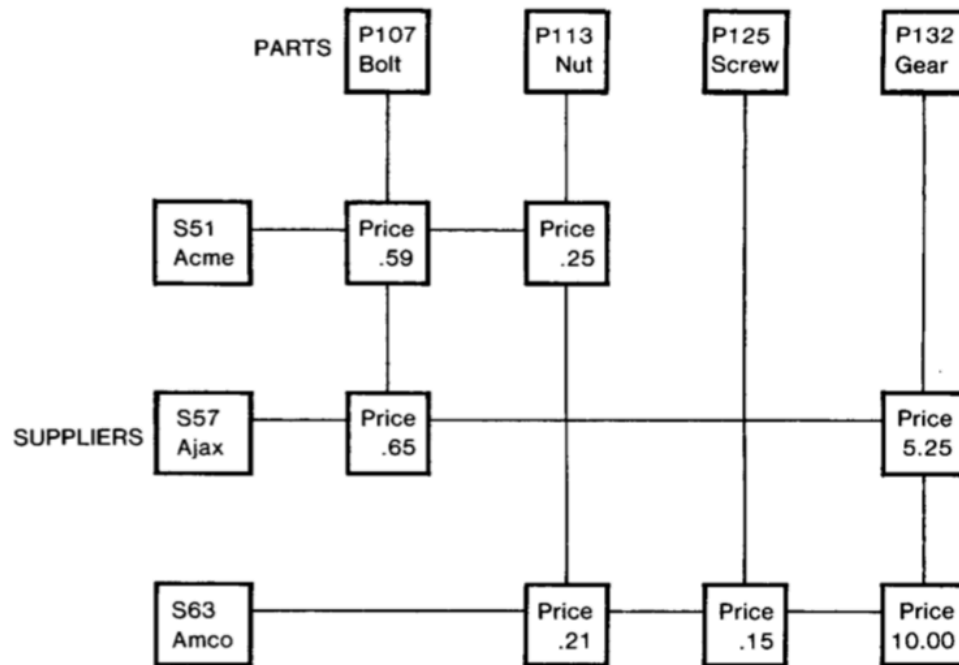 PARTS
P107
Bolt
P113
Nut
P125
Screw
P132
Gear
S51
Acme
Price
.59
Price
.25
SUPPLIERS
S57
Ajax
Price
.65
Price
5.25
S63
Amco
Price
.21
Price
.15
Price
10.00